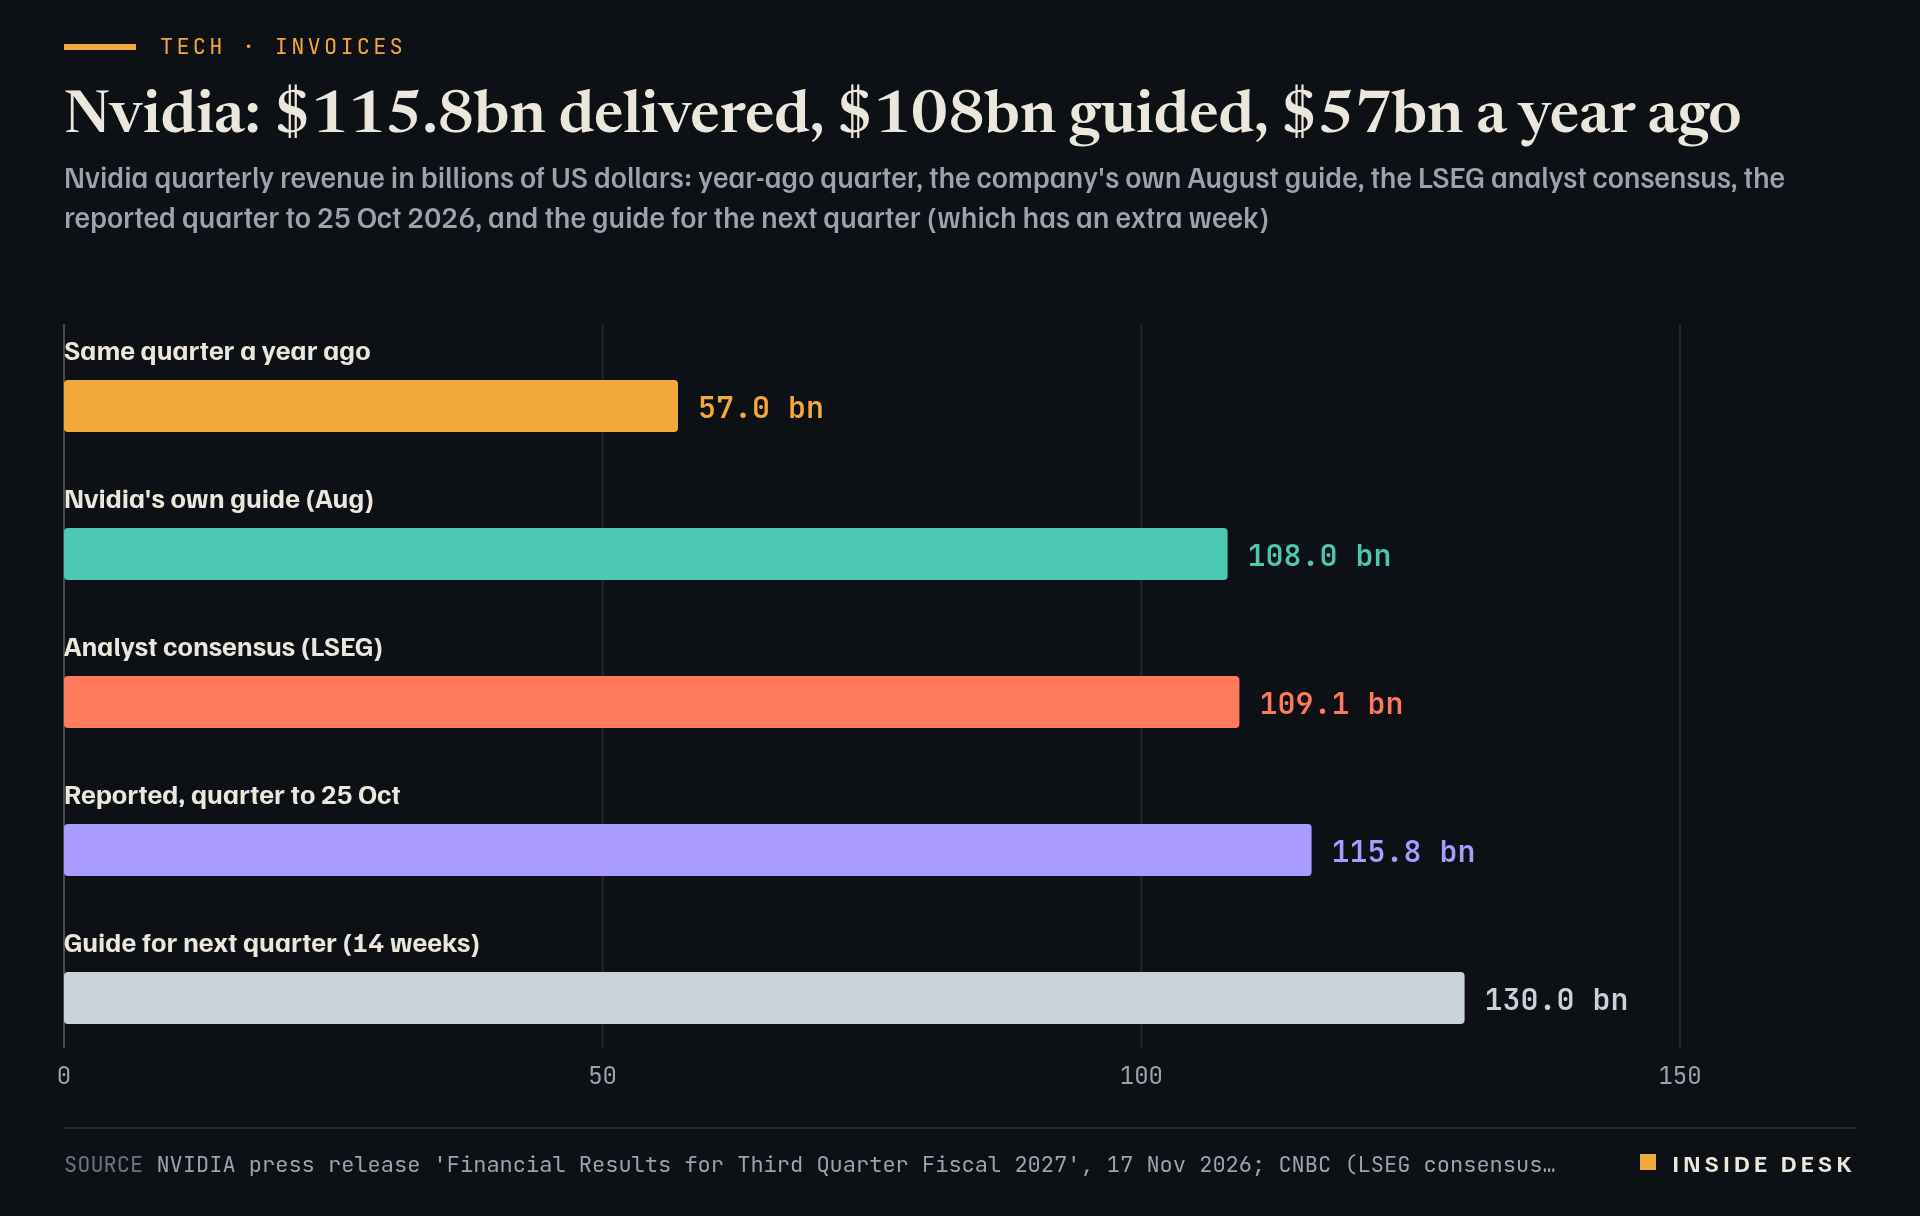 TECH · INVOICES
Nvidia: $115.8bn delivered, $108bn guided, $57bn a year ago
Nvidia quarterly revenue in billions of US dollars: year-ago quarter, the company's own August guide, the LSEG analyst consensus, the
reported quarter to 25 Oct 2026, and the guide for the next quarter (which has an extra week)
Same quarter a year ago
57.0 bn
Nvidia's own guide (Aug)
108.0 bn
Analyst consensus (LSEG)
109.1 bn
Reported, quarter to 25 Oct
115.8 bn
Guide for next quarter (14 weeks)
130.0 bn
0 50 100 150
SOURCE NVIDIA press release 'Financial Results for Third Quarter Fiscal 2027', 17 Nov 2026; CNBC (LSEG consensus…
INSIDE DESK